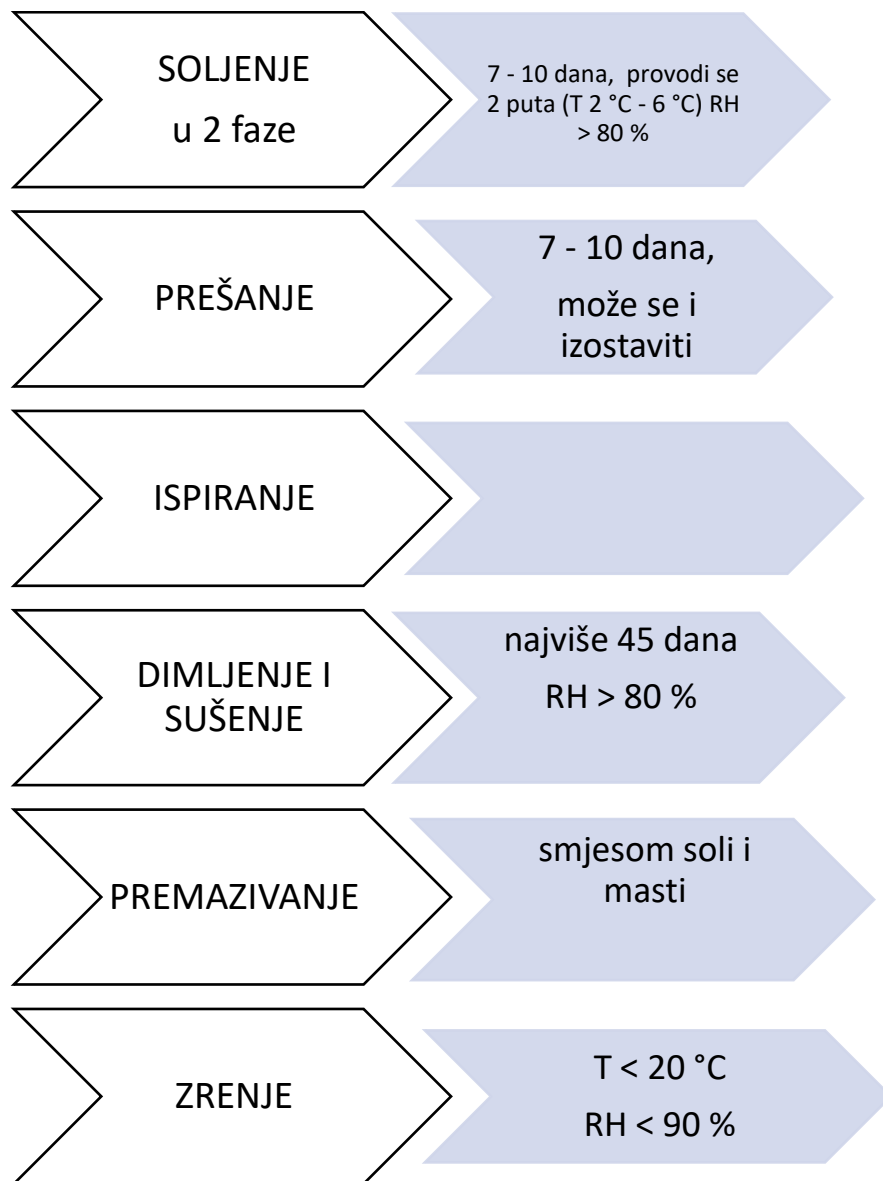 SOLJENJE
u 2 faze
7 - 10 dana, provodi se
2 puta (T 2 °C - 6 °C) RH
> 80 %
PREŠANJE
7 - 10 dana,
može se i
izostaviti
ISPIRANJE
DIMLJENJE I
SUŠENJE
najviše 45 dana
RH > 80 %
PREMAZIVANJE
smjesom soli i
masti
ZRENJE
T < 20 °C
RH < 90 %